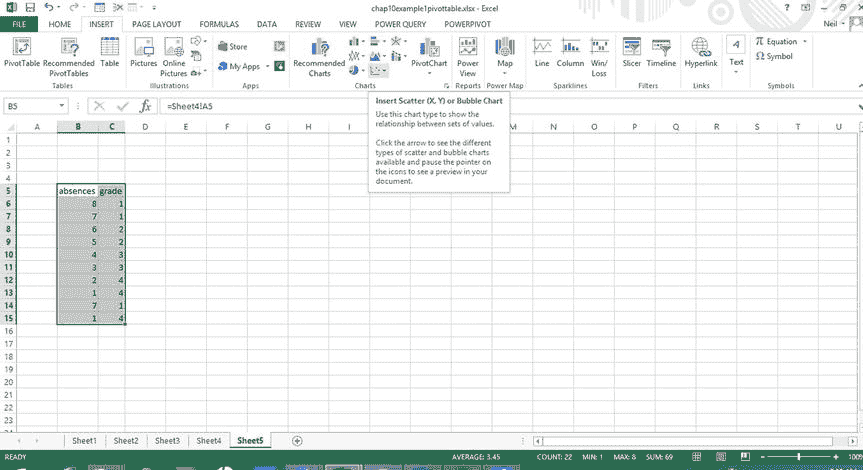 chap10example1pivottable.xlsx - Excel
FILE HOME INSERT PAGE LAYOUT FORMULAS DATA REVIEW VIEW POWER QUERY POWERPIVOT Neil
PivotTable Recommended PivotTables Table Pictures Online Pictures Store My Apps Recommended Charts PivotChart Power View Power Map Line Column Win/Loss Slicer Timeline Hyperlink Text Equation Symbol
Tables Illustrations Apps Charts Reports Map Sparklines Filters Links Symbols
B5 fx =Sheet4!A5
Insert Scatter (X, Y) or Bubble Chart
Use this chart type to show the
relationship between sets of values.
Click the arrow to see the different
types of scatter and bubble charts
available and pause the pointer on
the icons to see a preview in your
document.
A B C D E F G H I M N O P Q R S T U
1
2
3
4
5 absences grade
6 8 1
7 7 1
8 6 2
9 5 2
10 4 3
11 3 3
12 2 4
13 1 4
14 7 1
15 1 4
16
17
18
19
20
21
22
23
Sheet1 Sheet2 Sheet3 Sheet4 Sheet5
READY AVERAGE: 3.45 COUNT: 22 MIN: 1 MAX: 8 SUM: 69